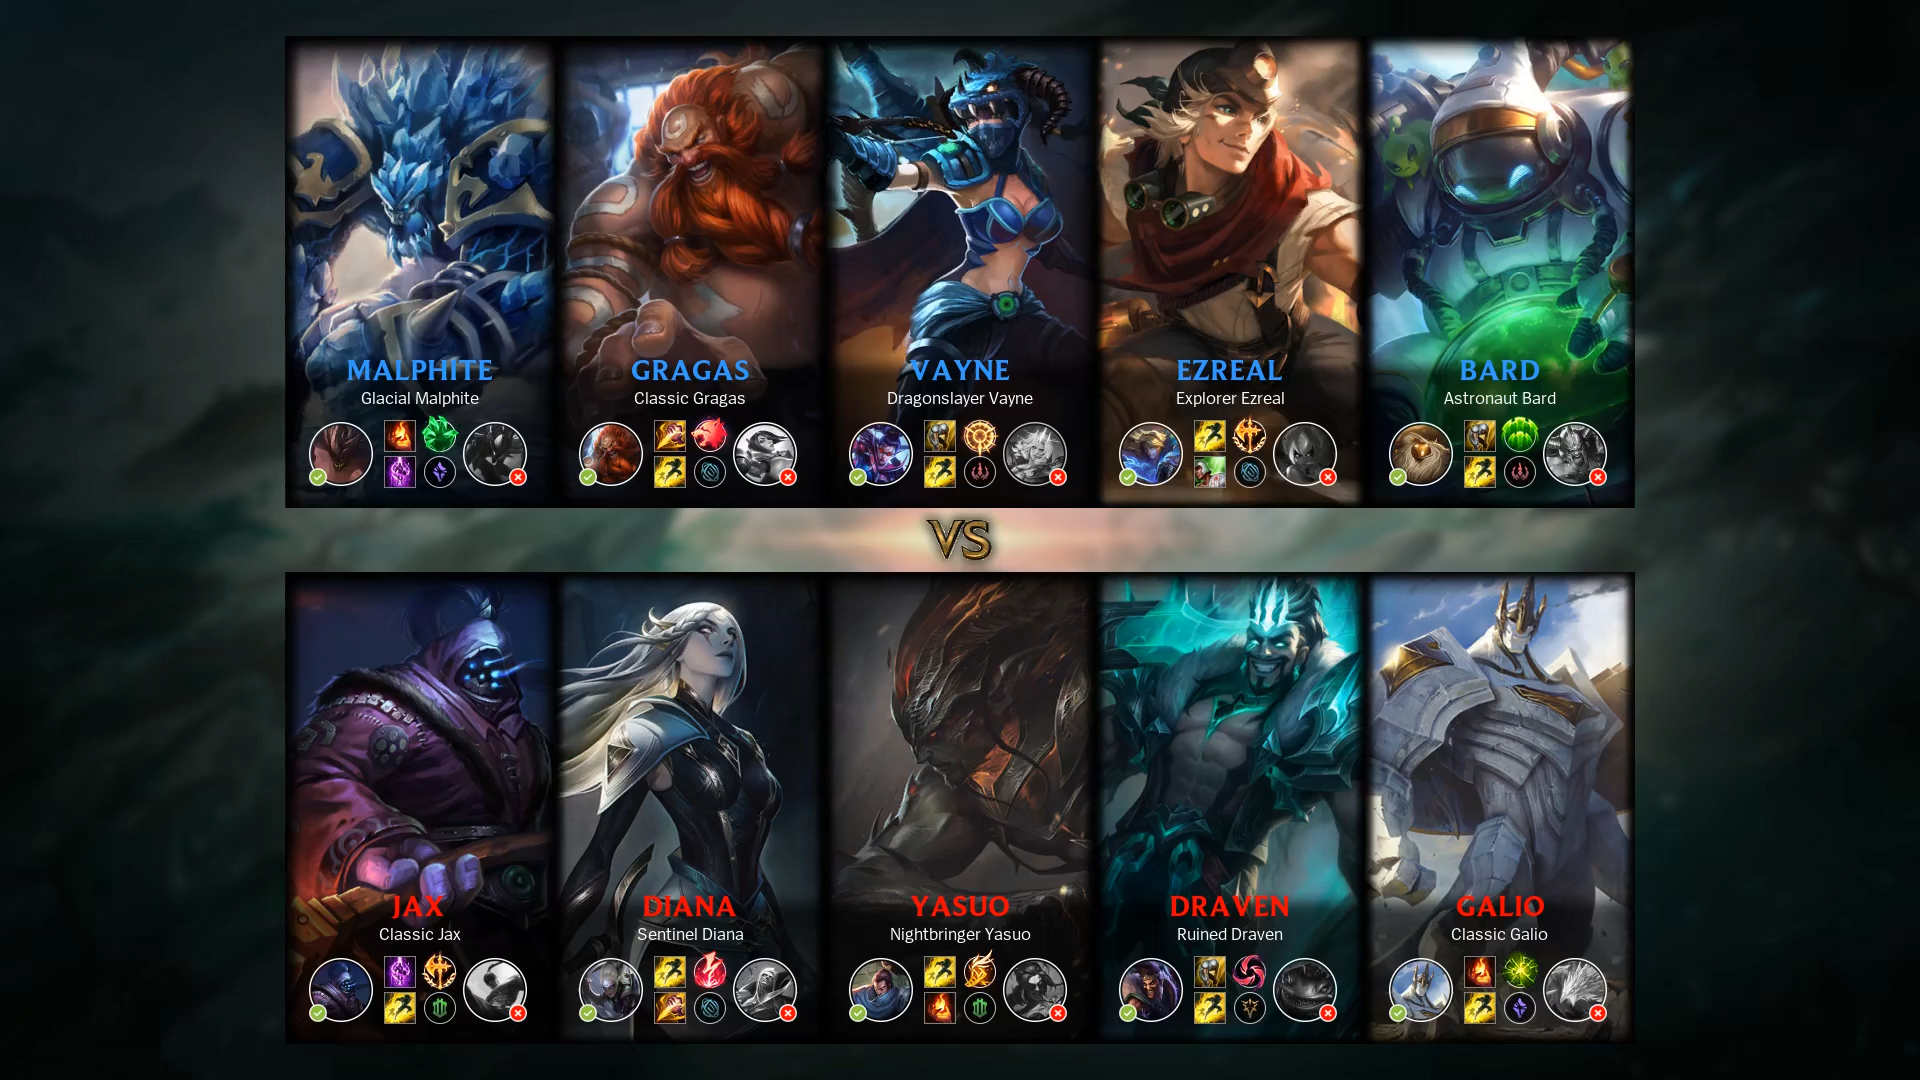 MALPHITE
Glacial Malphite
GRAGAS
Classic Gragas
VAYNE
Dragonslayer Vayne
EZREAL
Explorer Ezreal
BARD
Astronaut Bard
VS
JAX
Classic Jax
DIANA
Sentinel Diana
YASUO
Nightbringer Yasuo
DRAVEN
Ruined Draven
GALIO
Classic Galio